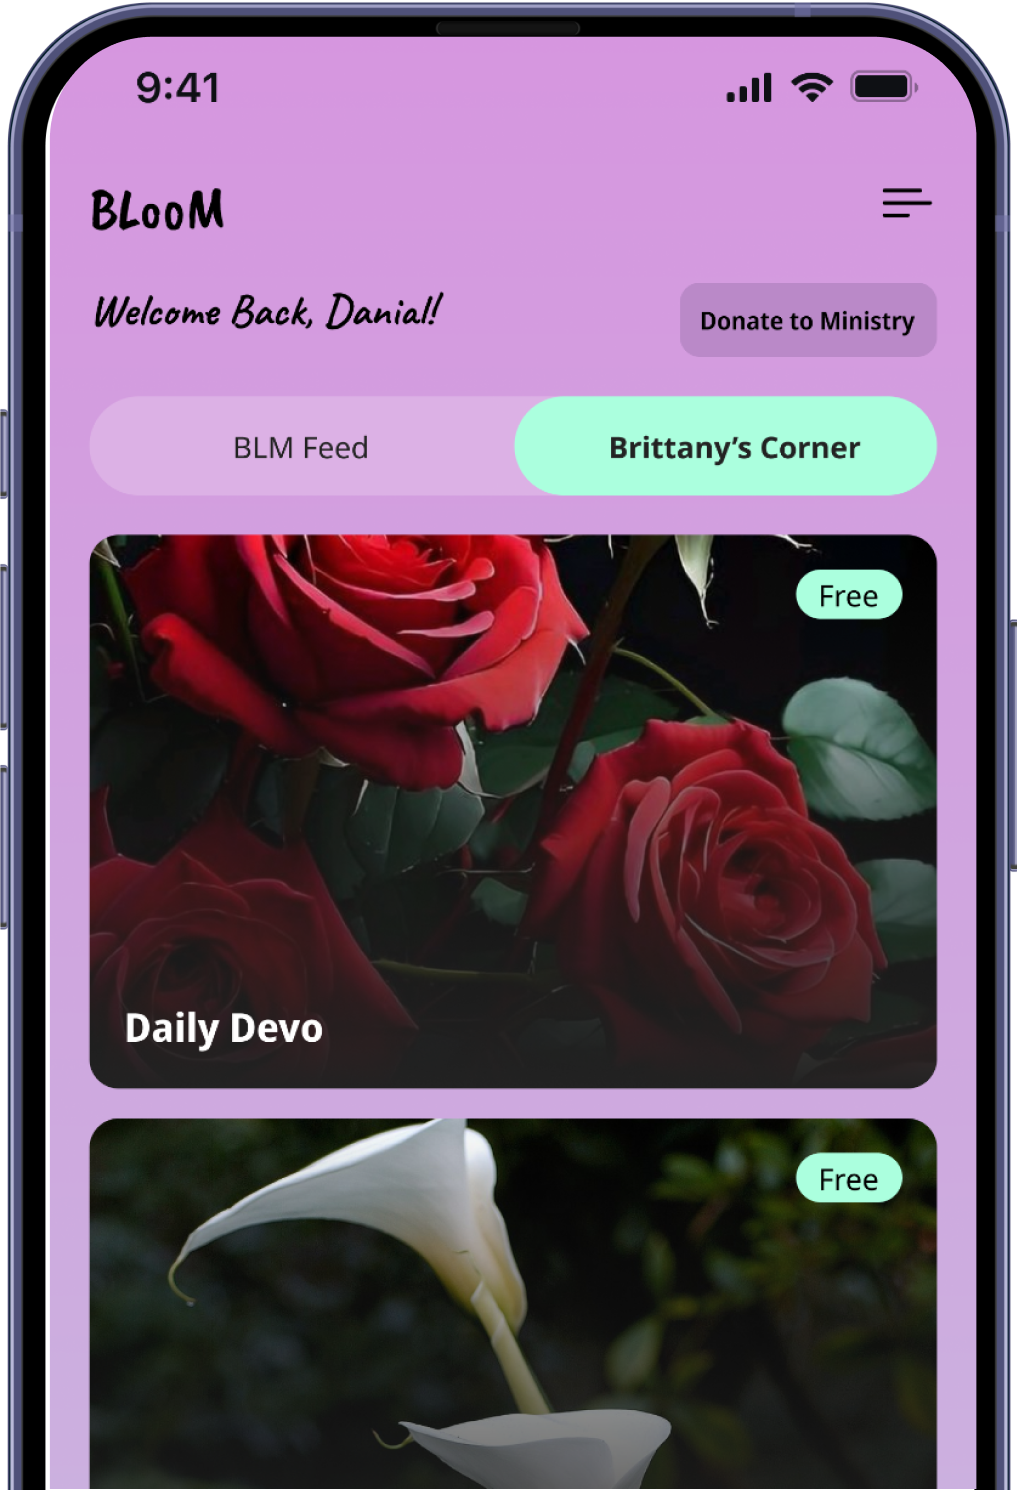 9:41
BLooM
Welcome Back, Danial!
Donate to Ministry
BLM Feed
Brittany’s Corner
Free
Daily Devo
Free